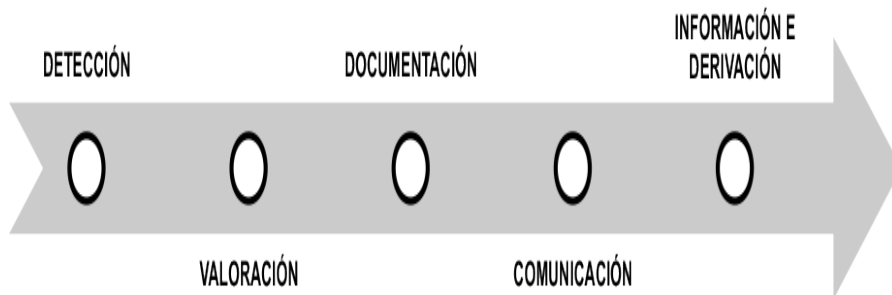 DETECCIÓN
VALORACIÓN
DOCUMENTACIÓN
COMUNICACIÓN
INFORMACIÓN E
DERIVACIÓN